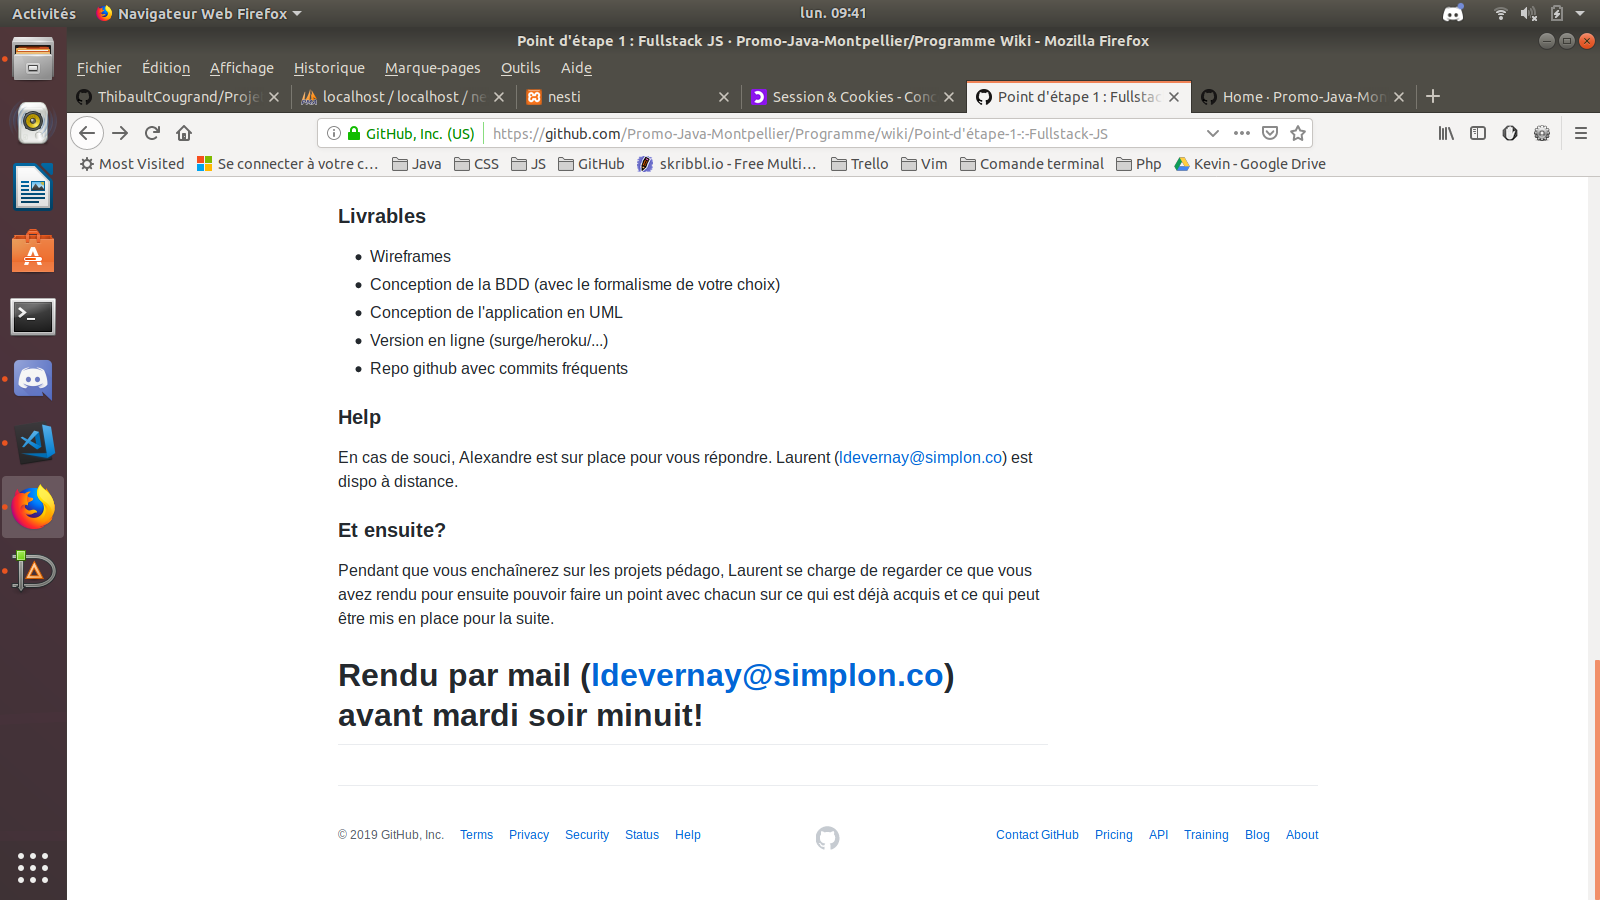 Activités
Navigateur Web Firefox
lun. 09:41
Point d'étape 1 : Fullstack JS · Promo-Java-Montpellier/Programme Wiki - Mozilla Firefox
Fichier Édition Affichage Historique Marque-pages Outils Aide
ThibaultCougrand/Proje
localhost / localhost / ne
nesti
Session & Cookies - Conc
Point d'étape 1 : Fullstac
Home · Promo-Java-Mon
GitHub, Inc. (US)
https://github.com/Promo-Java-Montpellier/Programme/wiki/Point-d'étape-1-:-Fullstack-JS
Most Visited Se connecter à votre c… Java CSS JS GitHub skribbl.io - Free Multi… Trello Vim Comande terminal Php Kevin - Google Drive
Livrables
Wireframes
Conception de la BDD (avec le formalisme de votre choix)
Conception de l'application en UML
Version en ligne (surge/heroku/...)
Repo github avec commits fréquents
Help
En cas de souci, Alexandre est sur place pour vous répondre. Laurent (ldevernay@simplon.co) est
dispo à distance.
Et ensuite?
Pendant que vous enchaînerez sur les projets pédago, Laurent se charge de regarder ce que vous
avez rendu pour ensuite pouvoir faire un point avec chacun sur ce qui est déjà acquis et ce qui peut
être mis en place pour la suite.
Rendu par mail (ldevernay@simplon.co)
avant mardi soir minuit!
© 2019 GitHub, Inc. Terms Privacy Security Status Help
Contact GitHub Pricing API Training Blog About